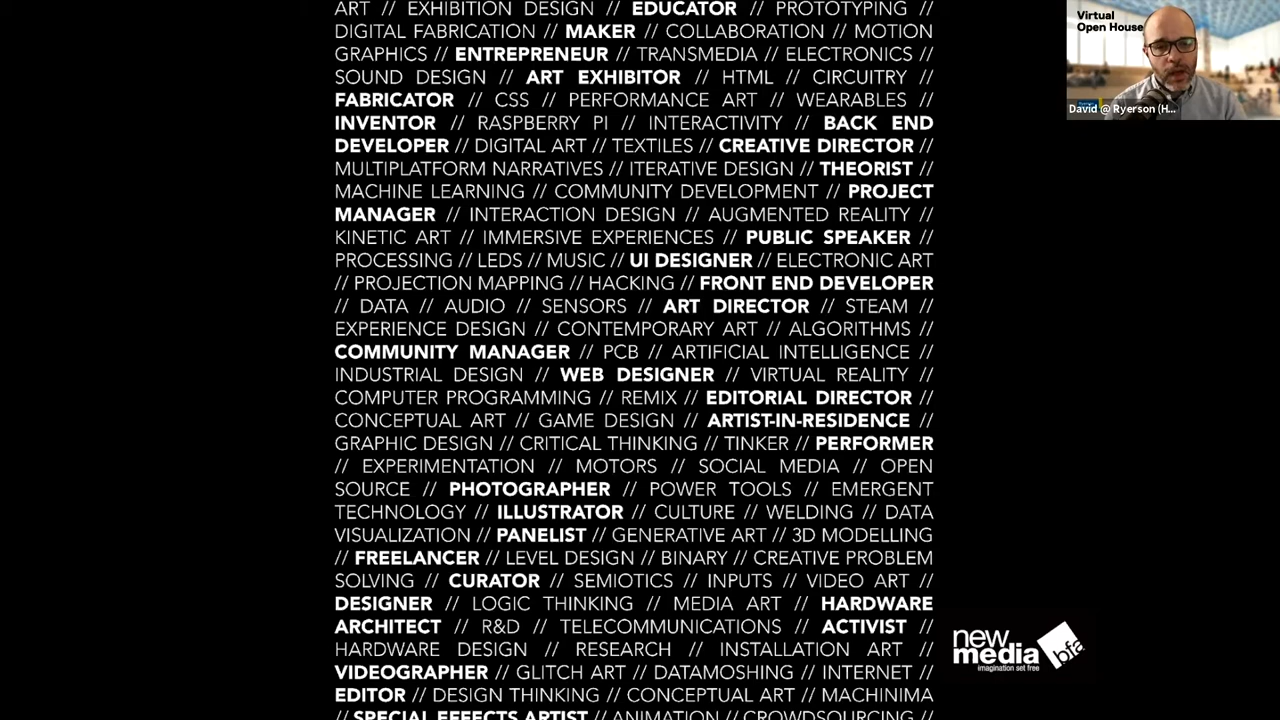 ART // EXHIBITION DESIGN // EDUCATOR // PROTOTYPING //
DIGITAL FABRICATION // MAKER // COLLABORATION // MOTION
GRAPHICS // ENTREPRENEUR // TRANSMEDIA // ELECTRONICS //
SOUND DESIGN // ART EXHIBITOR // HTML // CIRCUITRY //
FABRICATOR // CSS // PERFORMANCE ART // WEARABLES //
INVENTOR // RASPBERRY PI // INTERACTIVITY // BACK END
DEVELOPER // DIGITAL ART // TEXTILES // CREATIVE DIRECTOR //
MULTIPLATFORM NARRATIVES // ITERATIVE DESIGN // THEORIST //
MACHINE LEARNING // COMMUNITY DEVELOPMENT // PROJECT
MANAGER // INTERACTION DESIGN // AUGMENTED REALITY //
KINETIC ART // IMMERSIVE EXPERIENCES // PUBLIC SPEAKER //
PROCESSING // LEDS // MUSIC // UI DESIGNER // ELECTRONIC ART
// PROJECTION MAPPING // HACKING // FRONT END DEVELOPER
// DATA // AUDIO // SENSORS // ART DIRECTOR // STEAM //
EXPERIENCE DESIGN // CONTEMPORARY ART // ALGORITHMS //
COMMUNITY MANAGER // PCB // ARTIFICIAL INTELLIGENCE //
INDUSTRIAL DESIGN // WEB DESIGNER // VIRTUAL REALITY //
COMPUTER PROGRAMMING // REMIX // EDITORIAL DIRECTOR //
CONCEPTUAL ART // GAME DESIGN // ARTIST-IN-RESIDENCE //
GRAPHIC DESIGN // CRITICAL THINKING // TINKER // PERFORMER
// EXPERIMENTATION // MOTORS // SOCIAL MEDIA // OPEN
SOURCE // PHOTOGRAPHER // POWER TOOLS // EMERGENT
TECHNOLOGY // ILLUSTRATOR // CULTURE // WELDING // DATA
VISUALIZATION // PANELIST // GENERATIVE ART // 3D MODELLING
// FREELANCER // LEVEL DESIGN // BINARY // CREATIVE PROBLEM
SOLVING // CURATOR // SEMIOTICS // INPUTS // VIDEO ART //
DESIGNER // LOGIC THINKING // MEDIA ART // HARDWARE
ARCHITECT // R&D // TELECOMMUNICATIONS // ACTIVIST //
HARDWARE DESIGN // RESEARCH // INSTALLATION ART //
VIDEOGRAPHER // GLITCH ART // DATAMOSHING // INTERNET //
EDITOR // DESIGN THINKING // CONCEPTUAL ART // MACHINIMA
// SPECIAL EFFECTS ARTIST // ANIMATION // CROWDSOURCING //
Virtual
Open House
David @ Ryerson (H...
new
media bfa
imagination set free